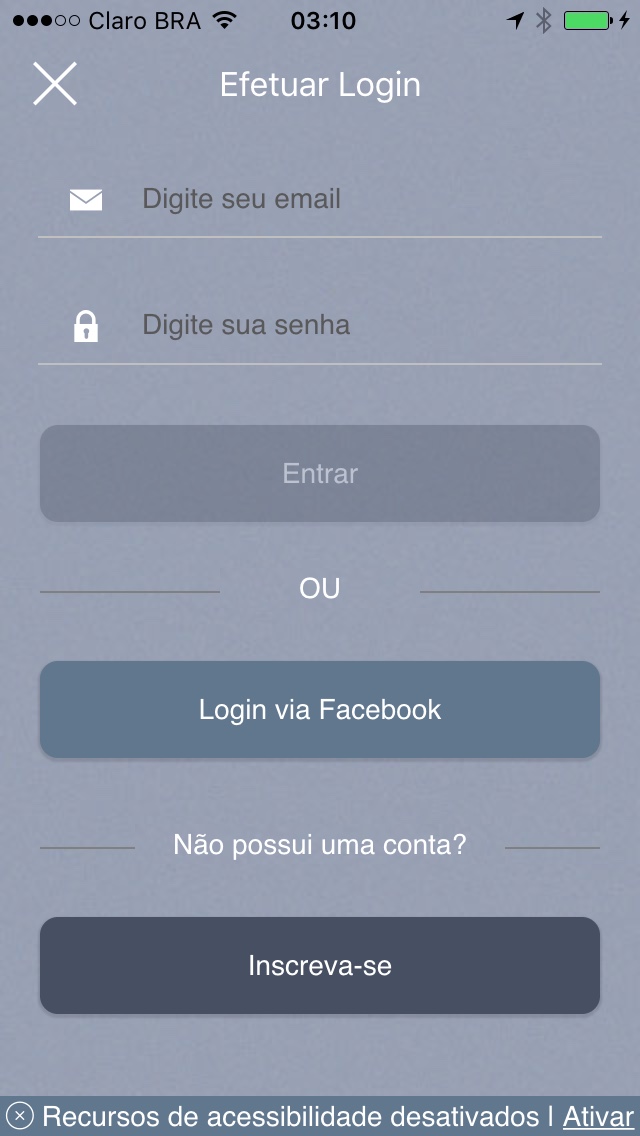 Claro BRA 03:10
Efetuar Login
Digite seu email
Digite sua senha
Entrar
OU
Login via Facebook
Não possui uma conta?
Inscreva-se
Recursos de acessibilidade desativados | Ativar